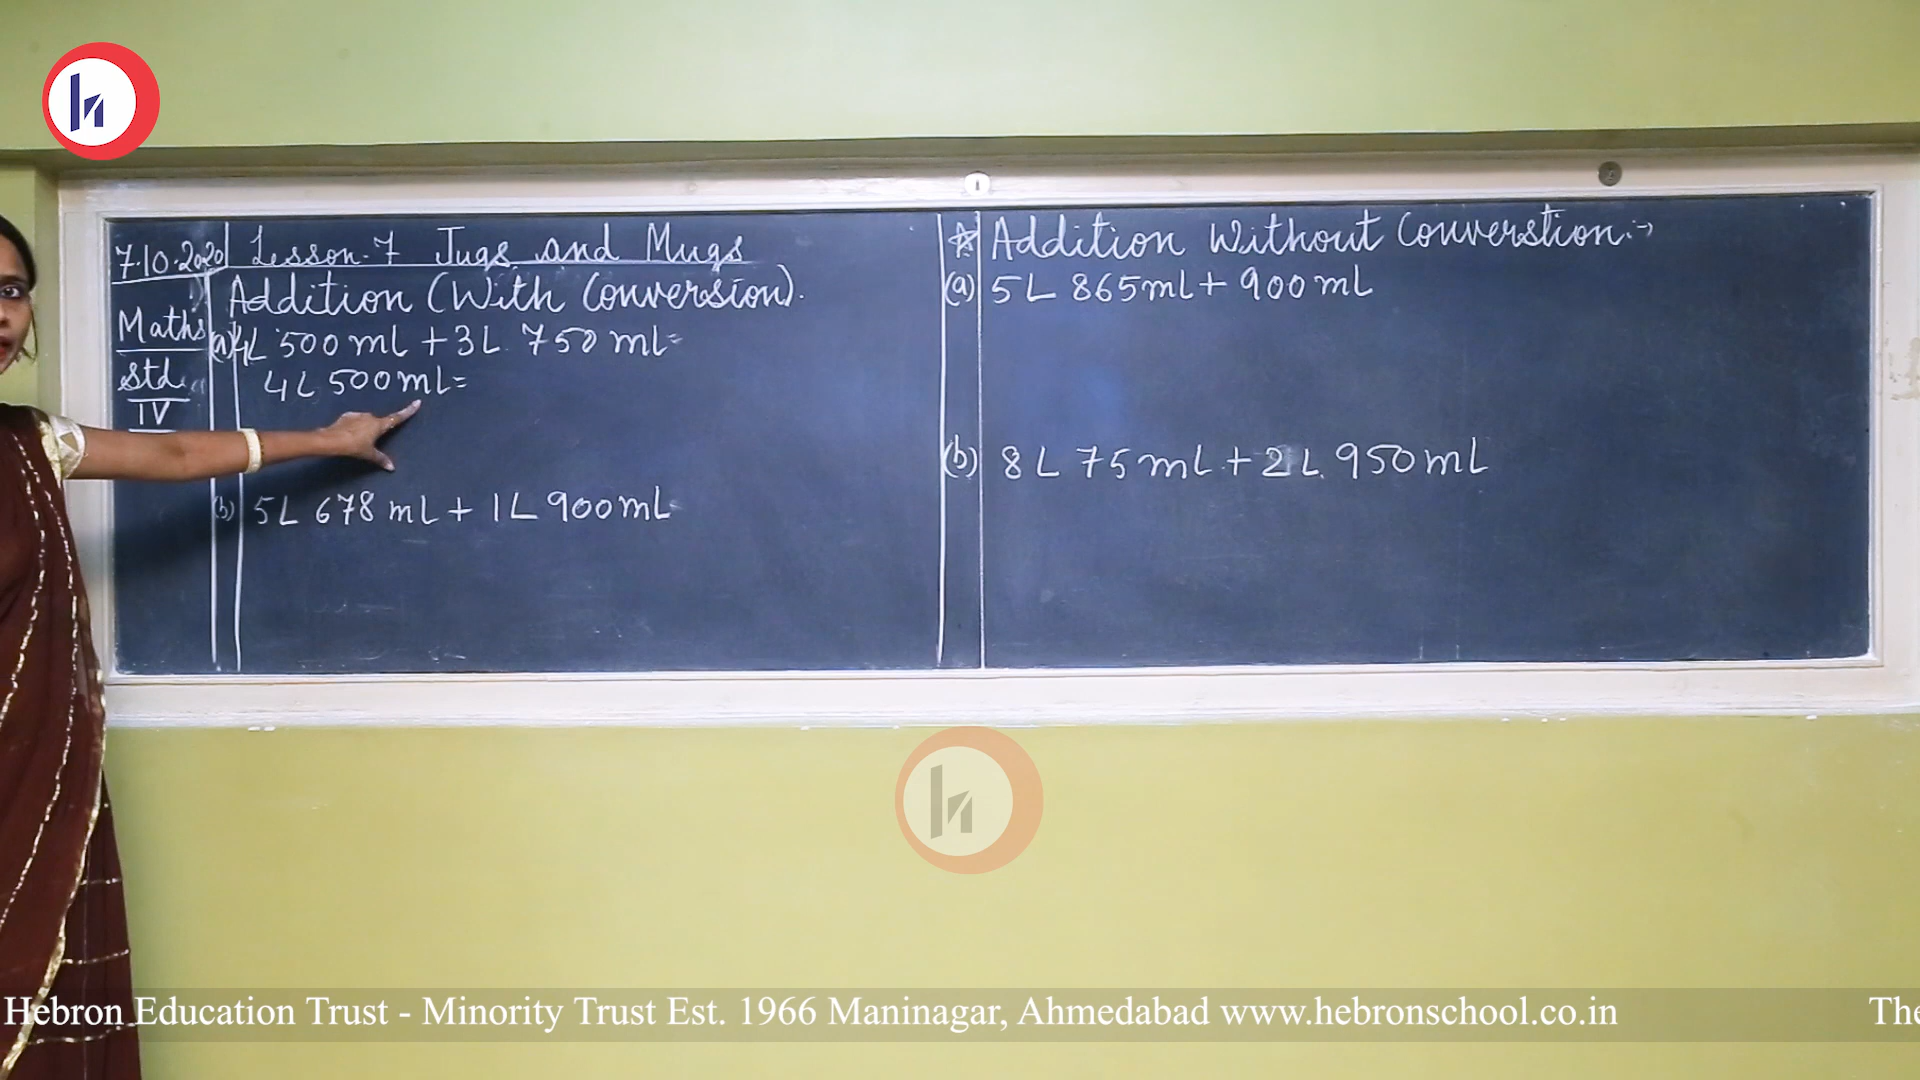 7.10.2020
Maths
Std.
IV
Lesson-7 Jugs and Mugs
Addition (With Conversion).
(a) 4L 500 mL + 3L 750 mL=
4L 500mL=
(b) 5L 678 mL + 1L 900mL
Addition Without Converstion:-
(a) 5L 865mL + 900 mL
(b) 8L 75mL + 2L 950mL
Hebron Education Trust - Minority Trust Est. 1966 Maninagar, Ahmedabad www.hebronschool.co.in